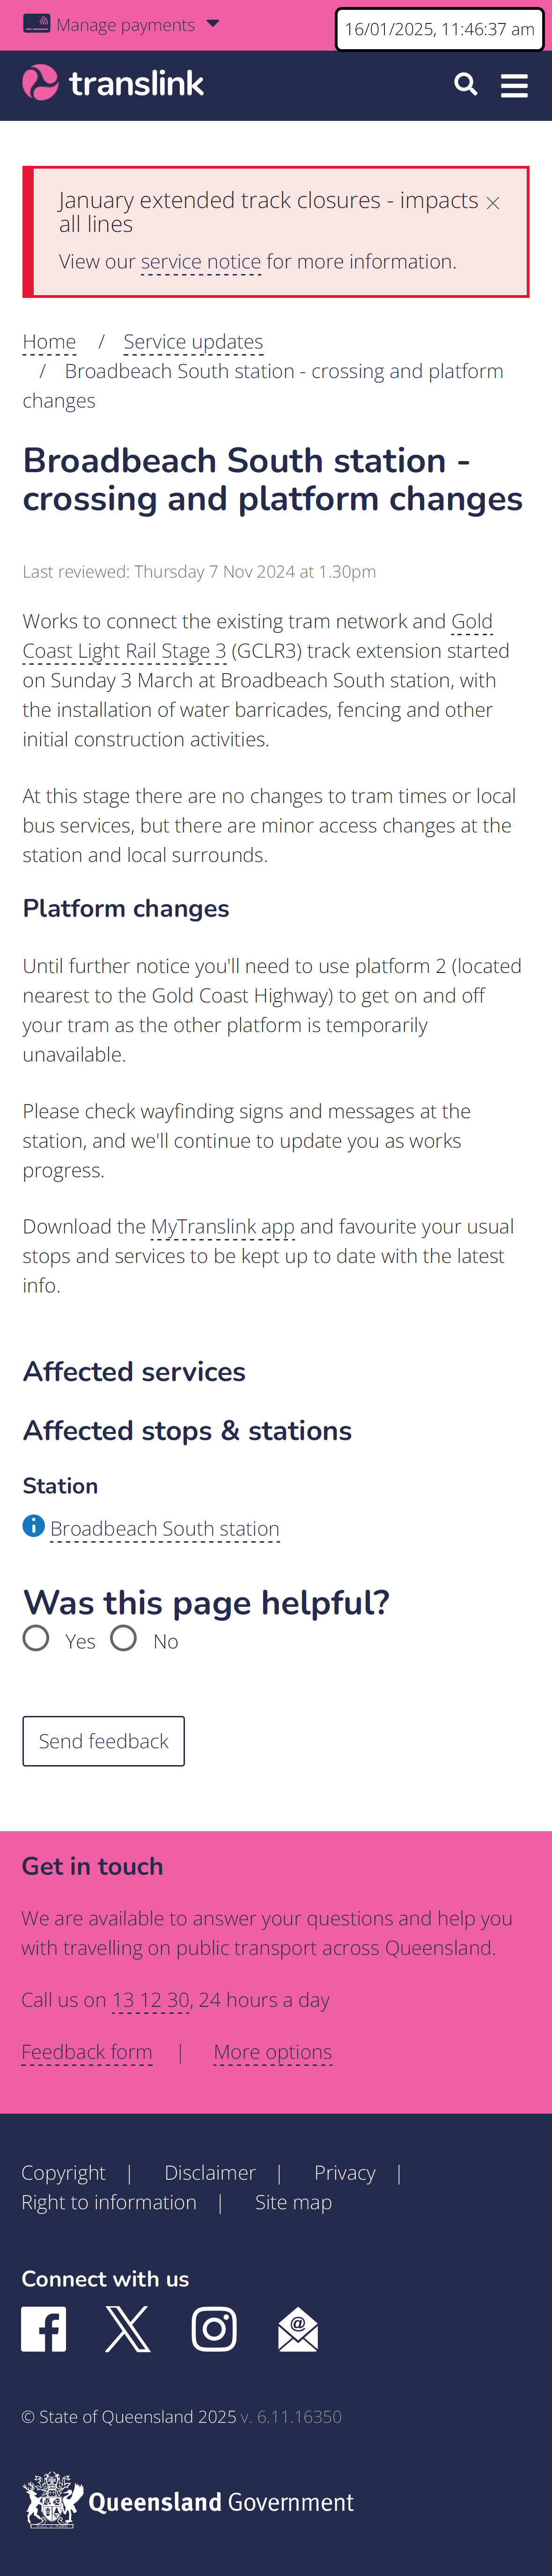 Manage payments
16/01/2025, 11:46:37 am
translink
January extended track closures - impacts
all lines
View our service notice for more information.
Home / Service updates
/ Broadbeach South station - crossing and platform
changes
Broadbeach South station -
crossing and platform changes
Last reviewed: Thursday 7 Nov 2024 at 1.30pm
Works to connect the existing tram network and Gold
Coast Light Rail Stage 3 (GCLR3) track extension started
on Sunday 3 March at Broadbeach South station, with
the installation of water barricades, fencing and other
initial construction activities.
At this stage there are no changes to tram times or local
bus services, but there are minor access changes at the
station and local surrounds.
Platform changes
Until further notice you'll need to use platform 2 (located
nearest to the Gold Coast Highway) to get on and off
your tram as the other platform is temporarily
unavailable.
Please check wayfinding signs and messages at the
station, and we'll continue to update you as works
progress.
Download the MyTranslink app and favourite your usual
stops and services to be kept up to date with the latest
info.
Affected services
Affected stops & stations
Station
Broadbeach South station
Was this page helpful?
Yes No
Send feedback
Get in touch
We are available to answer your questions and help you
with travelling on public transport across Queensland.
Call us on 13 12 30, 24 hours a day
Feedback form | More options
Copyright | Disclaimer | Privacy |
Right to information | Site map
Connect with us
© State of Queensland 2025 v. 6.11.16350
Queensland Government